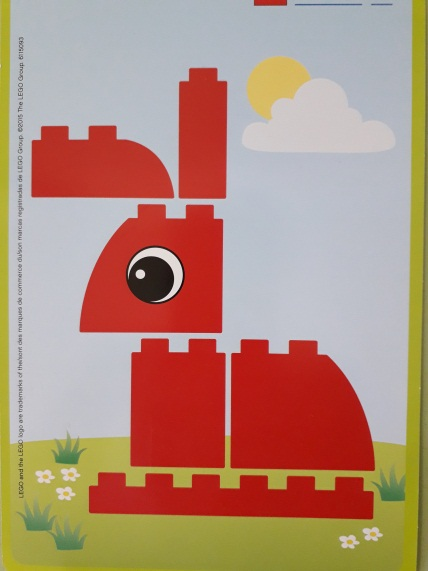 LEGO and the LEGO logo are trademarks of the/sont des marques de commerce du/son marcas registradas de LEGO Group. ©2015 The LEGO Group. 6115093